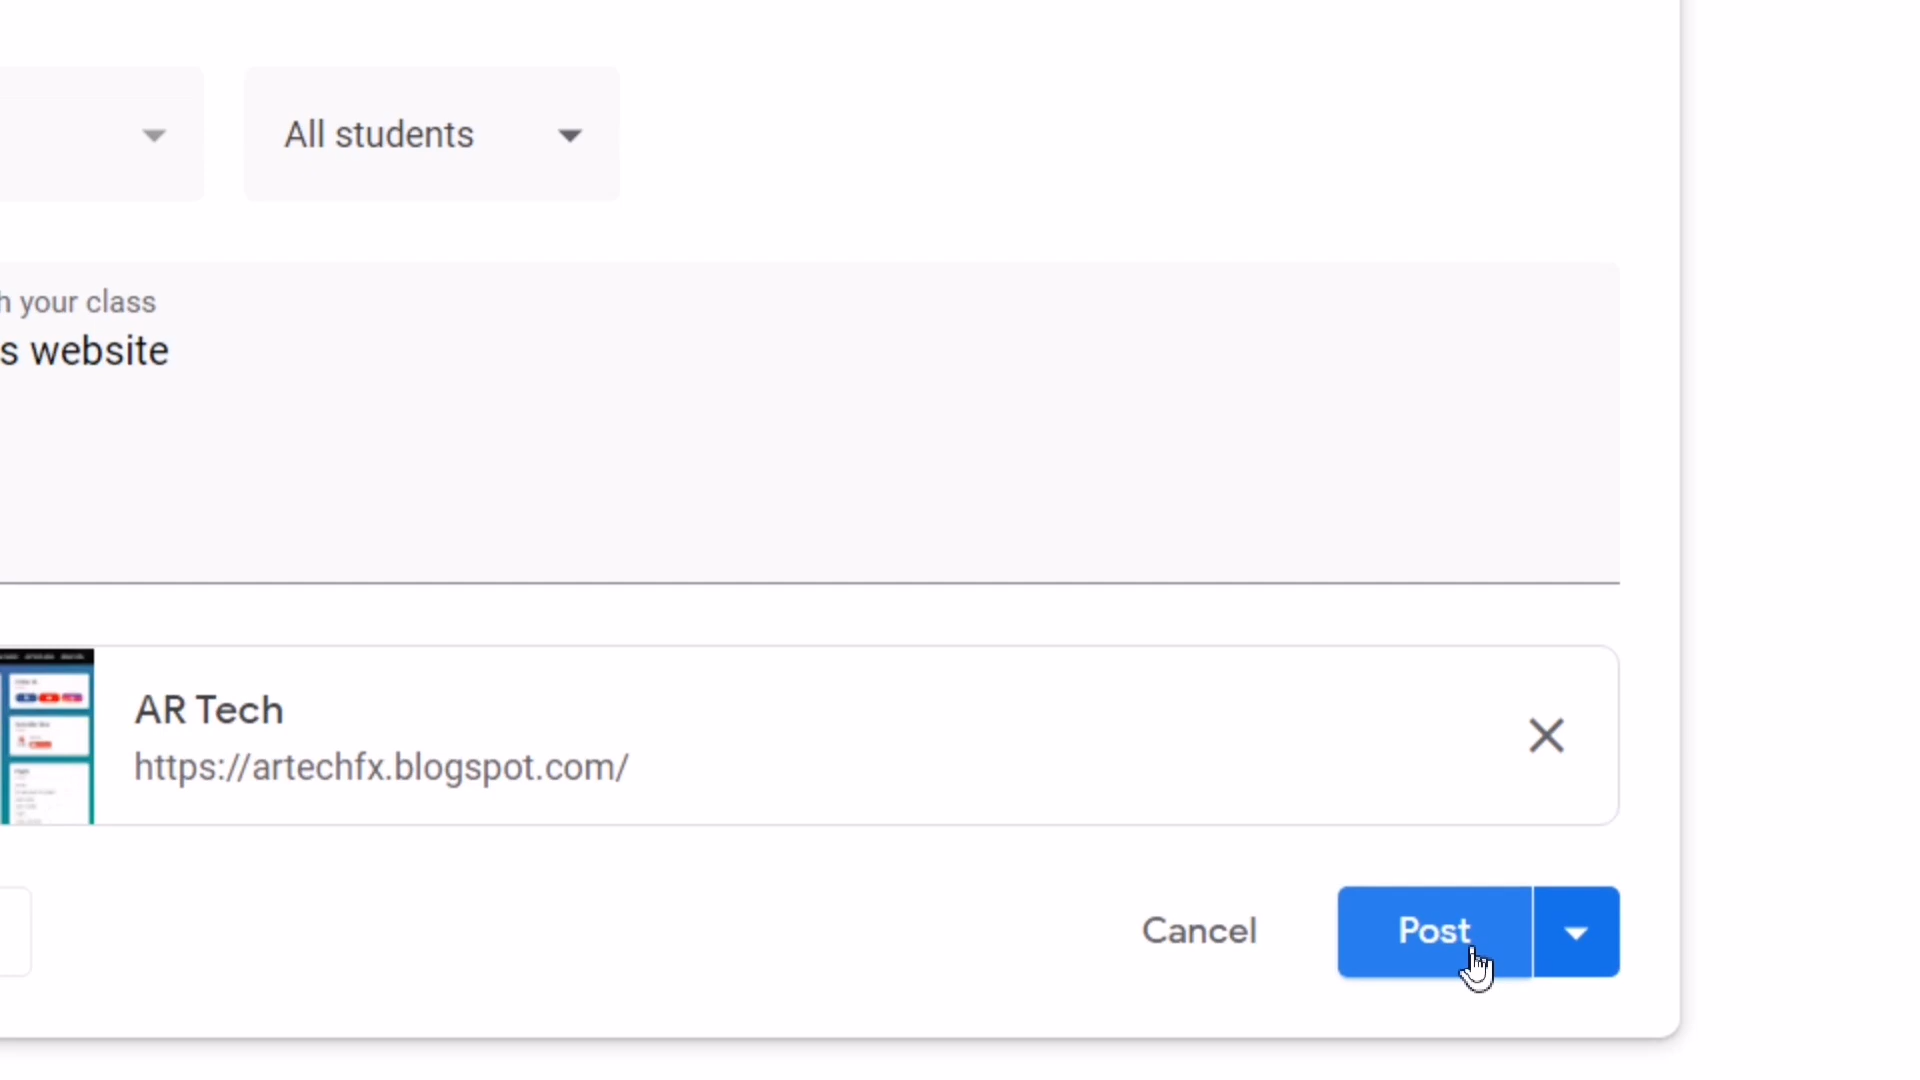 All students
h your class
s website
AR Tech
https://artechfx.blogspot.com/
Cancel
Post